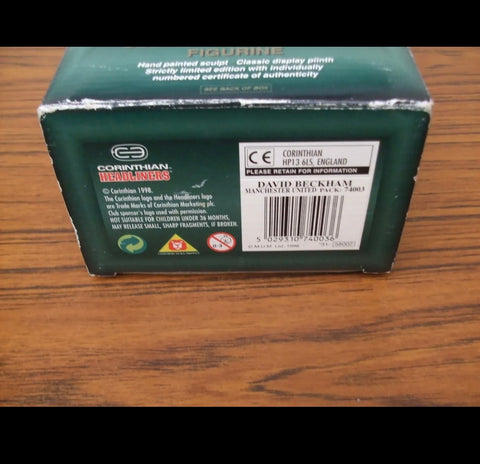 FIGURINE
Hand painted sculpt Classic display plinth
Strictly limited edition with individually
numbered certificate of authenticity
SEE BACK OF BOX
CORINTHIAN
HEADLINERS
© Corinthian 1998.
The Corinthian logo and the Headliners logo
are Trade Marks of Corinthian Marketing plc.
Club sponsor's logo used with permission.
NOT SUITABLE FOR CHILDREN UNDER 36 MONTHS,
MAY RELEASE SMALL, SHARP FRAGMENTS, IF BROKEN.
0-3
CE
CORINTHIAN
HP13 6LS, ENGLAND
PLEASE RETAIN FOR INFORMATION
DAVID BECKHAM
MANCHESTER UNITED PACK: 74003
5 029310 740036